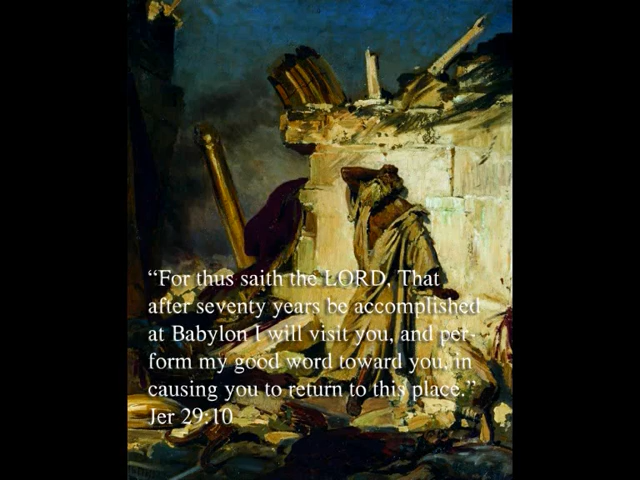 “For thus saith the LORD, That
after seventy years be accomplished
at Babylon I will visit you, and per-
form my good word toward you, in
causing you to return to this place.”
Jer 29:10